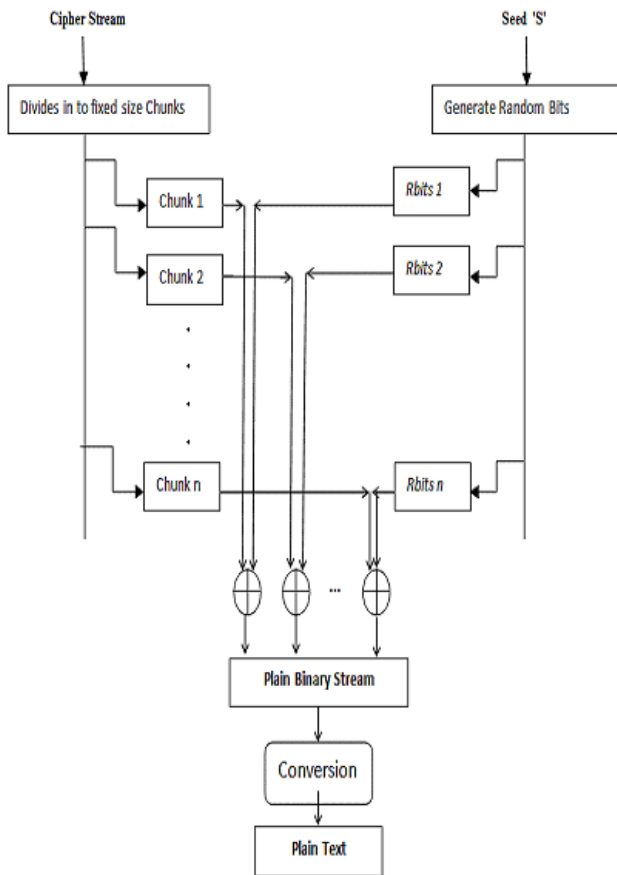 Cipher Stream
Seed 'S'
Divides in to fixed size Chunks
Generate Random Bits
Chunk 1
Rbits 1
Chunk 2
Rbits 2
Chunk n
Rbits n
...
Plain Binary Stream
Conversion
Plain Text